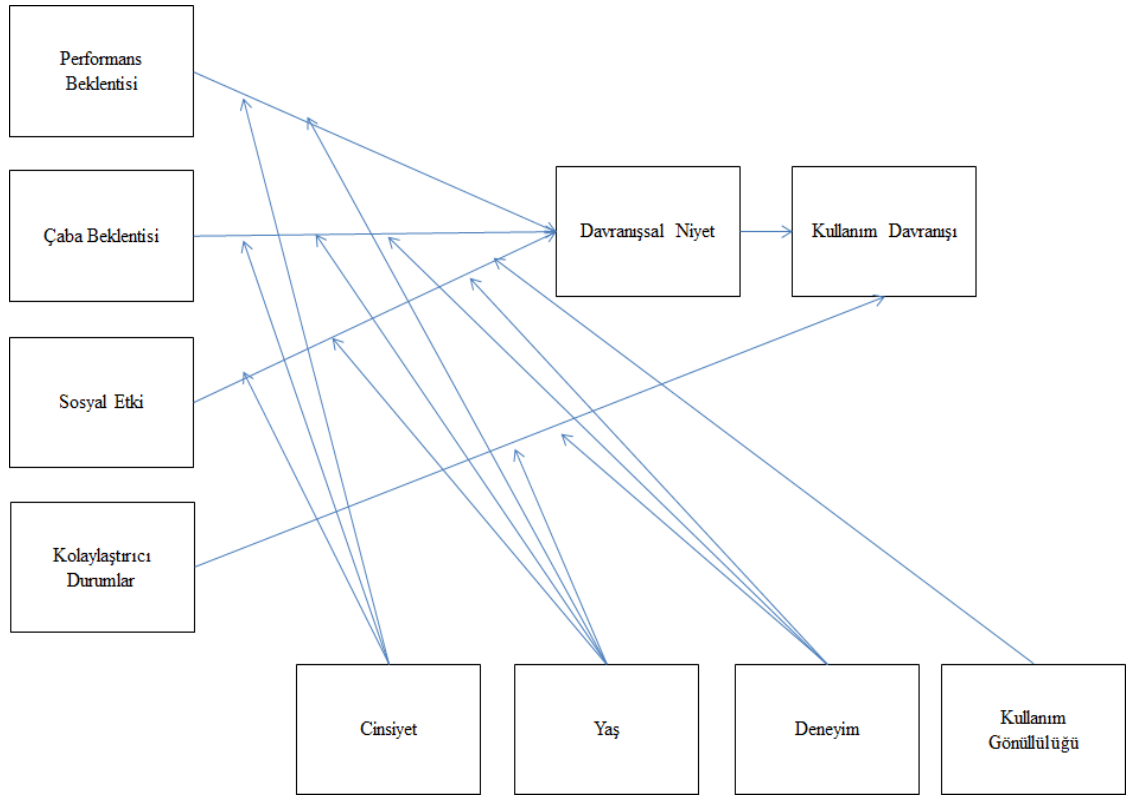 Performans
Beklentisi
Çaba Beklentisi
Davranışsal Niyet
Kullanım Davranışı
Sosyal Etki
Kolaylaştırıcı
Durumlar
Cinsiyet
Yaş
Deneyim
Kullanım
Gönüllülüğü